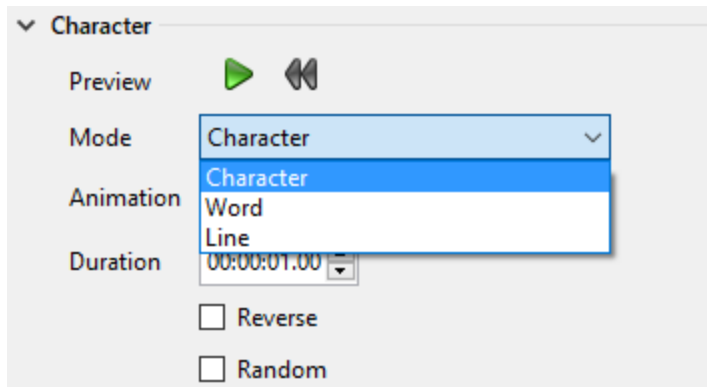 Character
Preview
Mode Character
Character
Animation
Word
Line
Duration 00:00:01.00
Reverse
Random